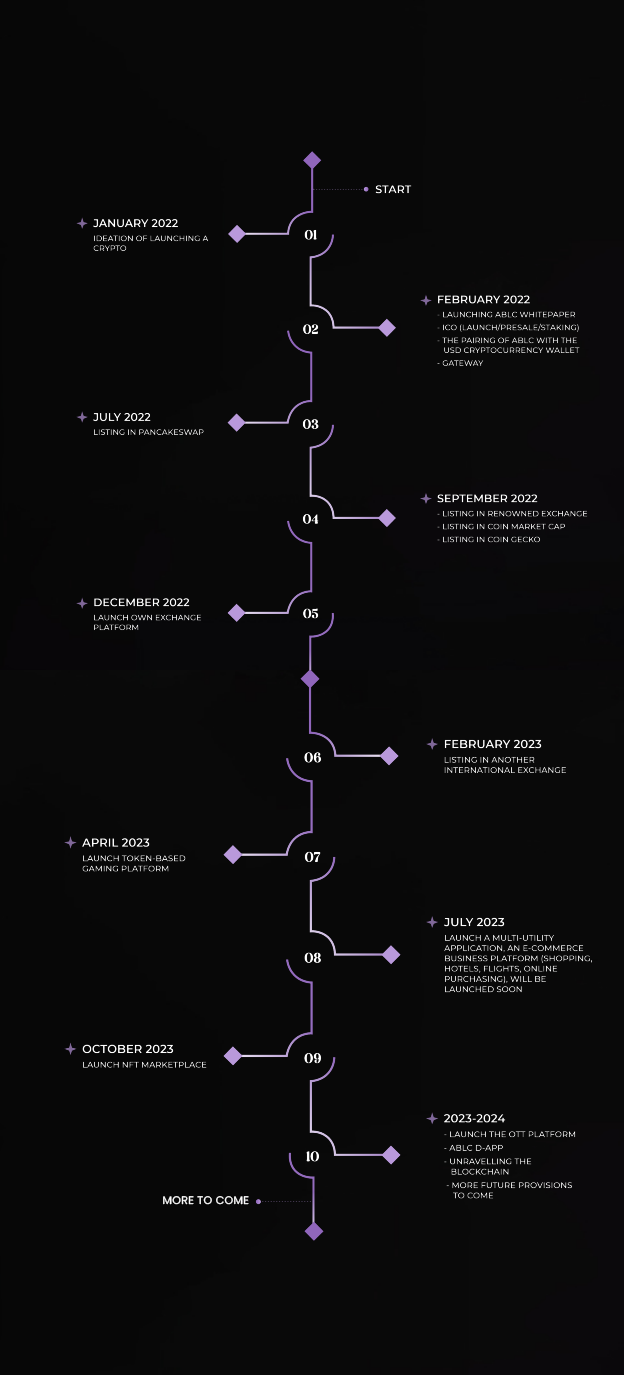 START
JANUARY 2022
IDEATION OF LAUNCHING A
CRYPTO
01
FEBRUARY 2022
- LAUNCHING ABLC WHITEPAPER
- ICO (LAUNCH/PRESALE/STAKING)
- THE PAIRING OF ABLC WITH THE
USD CRYPTOCURRENCY WALLET
- GATEWAY
02
JULY 2022
LISTING IN PANCAKESWAP
03
SEPTEMBER 2022
- LISTING IN RENOWNED EXCHANGE
- LISTING IN COIN MARKET CAP
- LISTING IN COIN GECKO
04
DECEMBER 2022
LAUNCH OWN EXCHANGE
PLATFORM
05
FEBRUARY 2023
LISTING IN ANOTHER
INTERNATIONAL EXCHANGE
06
APRIL 2023
LAUNCH TOKEN-BASED
GAMING PLATFORM
07
JULY 2023
LAUNCH A MULTI-UTILITY
APPLICATION, AN E-COMMERCE
BUSINESS PLATFORM (SHOPPING,
HOTELS, FLIGHTS, ONLINE
PURCHASING), WILL BE
LAUNCHED SOON
08
OCTOBER 2023
LAUNCH NFT MARKETPLACE
09
2023-2024
- LAUNCH THE OTT PLATFORM
- ABLC D-APP
- UNRAVELLING THE
BLOCKCHAIN
- MORE FUTURE PROVISIONS
TO COME
10
MORE TO COME